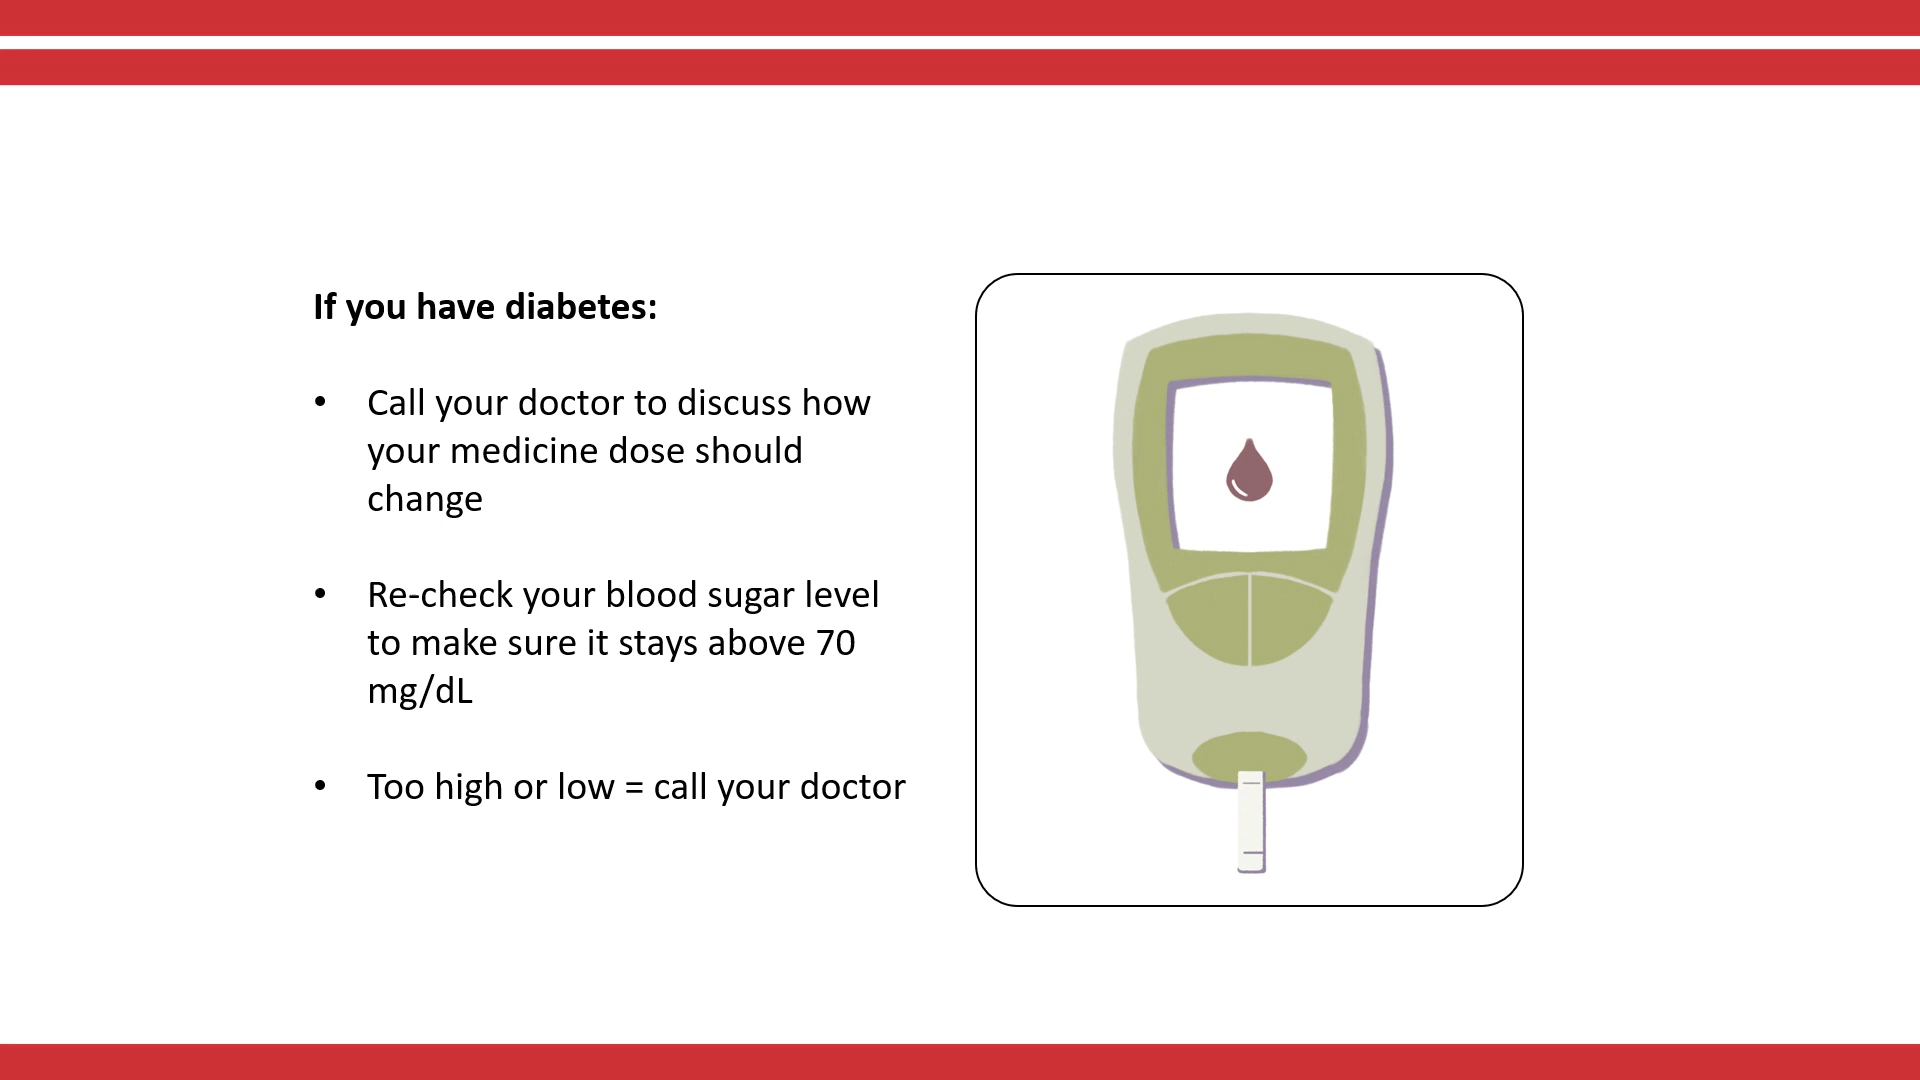 If you have diabetes:
• Call your doctor to discuss how
your medicine dose should
change
• Re-check your blood sugar level
to make sure it stays above 70
mg/dL
• Too high or low = call your doctor